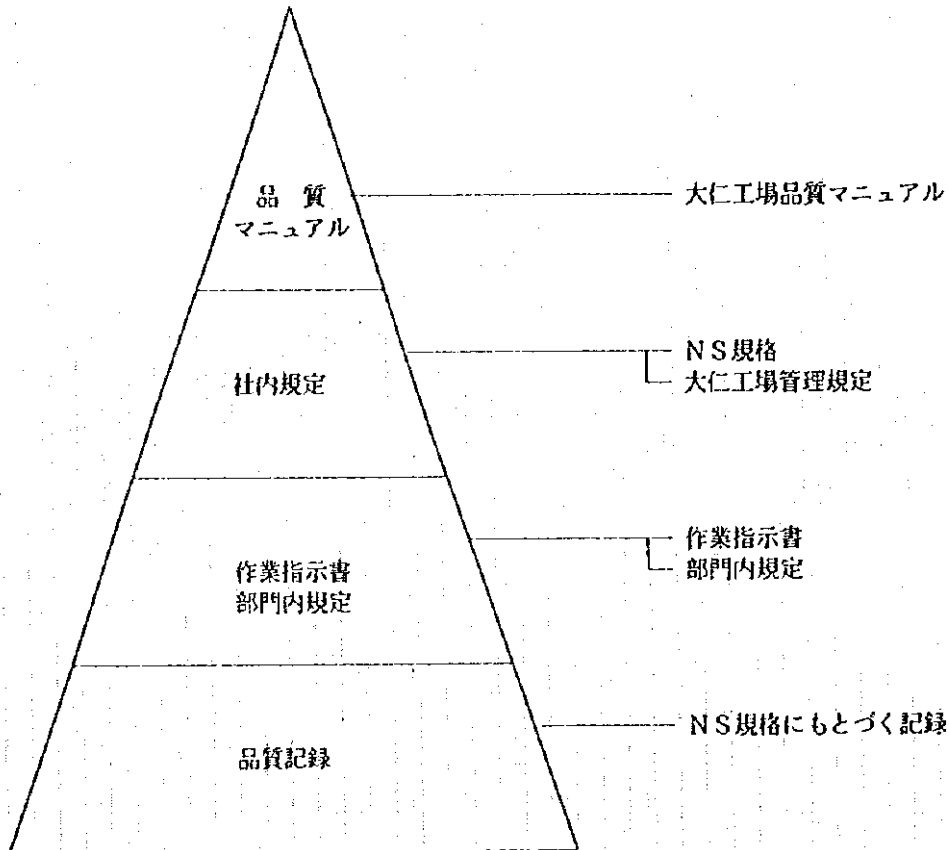 品 質
マニュアル
大仁工場品質マニュアル
社内規定
NS規格
大仁工場管理規定
作業指示書
部門内規定
作業指示書
部門内規定
品質記録
NS規格にもとづく記録